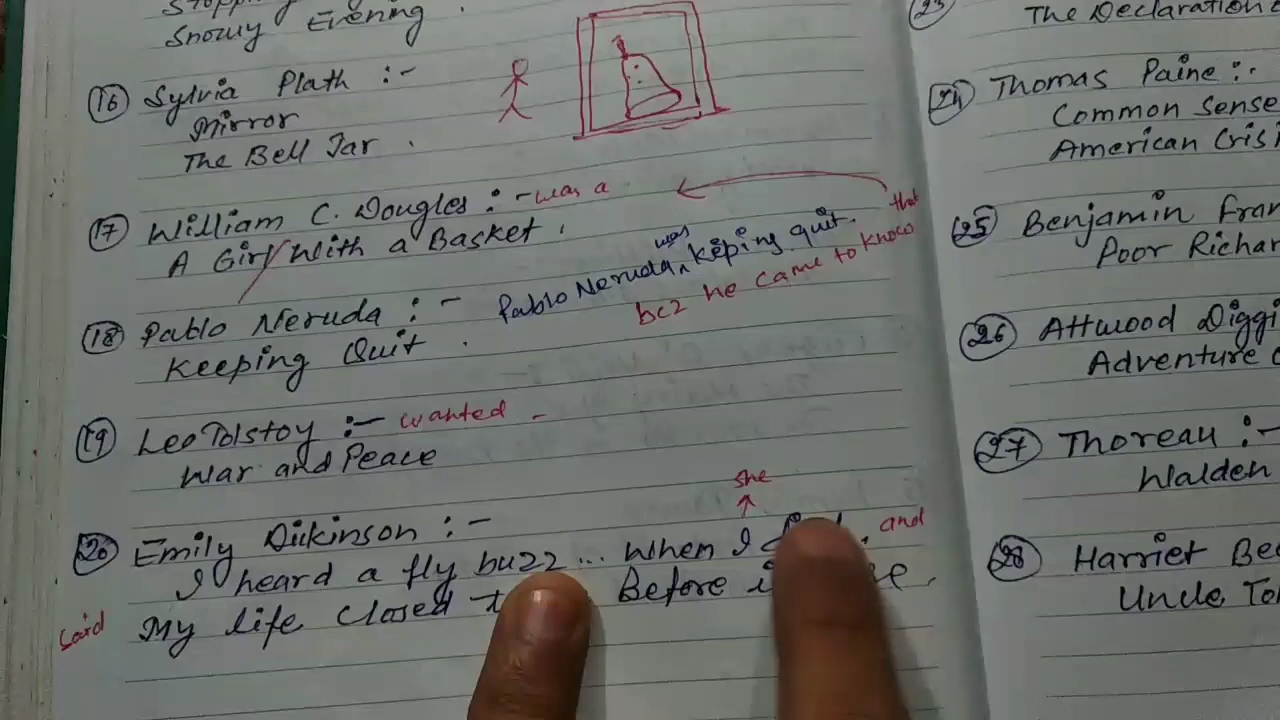 Snowy Evening .
16 Sylvia Plath :-
Mirror
The Bell Jar .
17 William C. Dougles : - was a
A Girl With a Basket .
18 Pablo Neruda : - Pablo Neruda was keping quit. that
Keeping Quit . bcz he came to know
19 Leo Tolstoy :- wanted -
War and Peace
she
20 Emily Dickinson : -
I heard a fly buzz ... When I . and
said My life closed Before
23
The Declaration
24 Thomas Paine :.
Common Sense
American Crisi
25 Benjamin Fran
Poor Richar
26 Attwood Diggi
Adventure
27 Thoreau :-
Walden
28 Harriet Bee
Uncle To